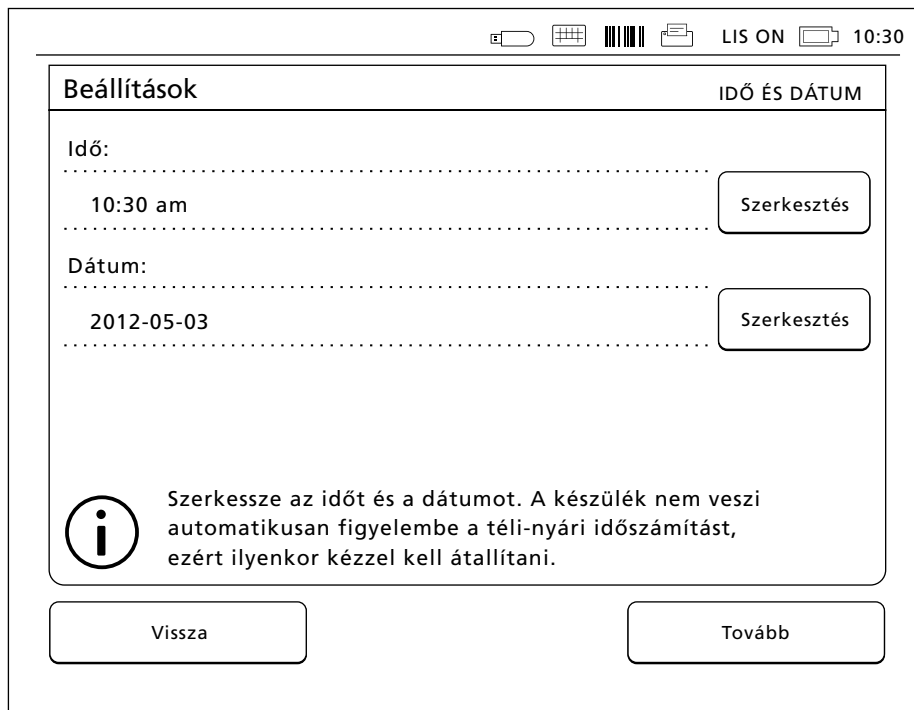 LIS ON 10:30
Beállítások IDŐ ÉS DÁTUM
Idő:
10:30 am Szerkesztés
Dátum:
2012-05-03 Szerkesztés
Szerkessze az időt és a dátumot. A készülék nem veszi
automatikusan figyelembe a téli-nyári időszámítást,
ezért ilyenkor kézzel kell átallítani.
Vissza Tovább